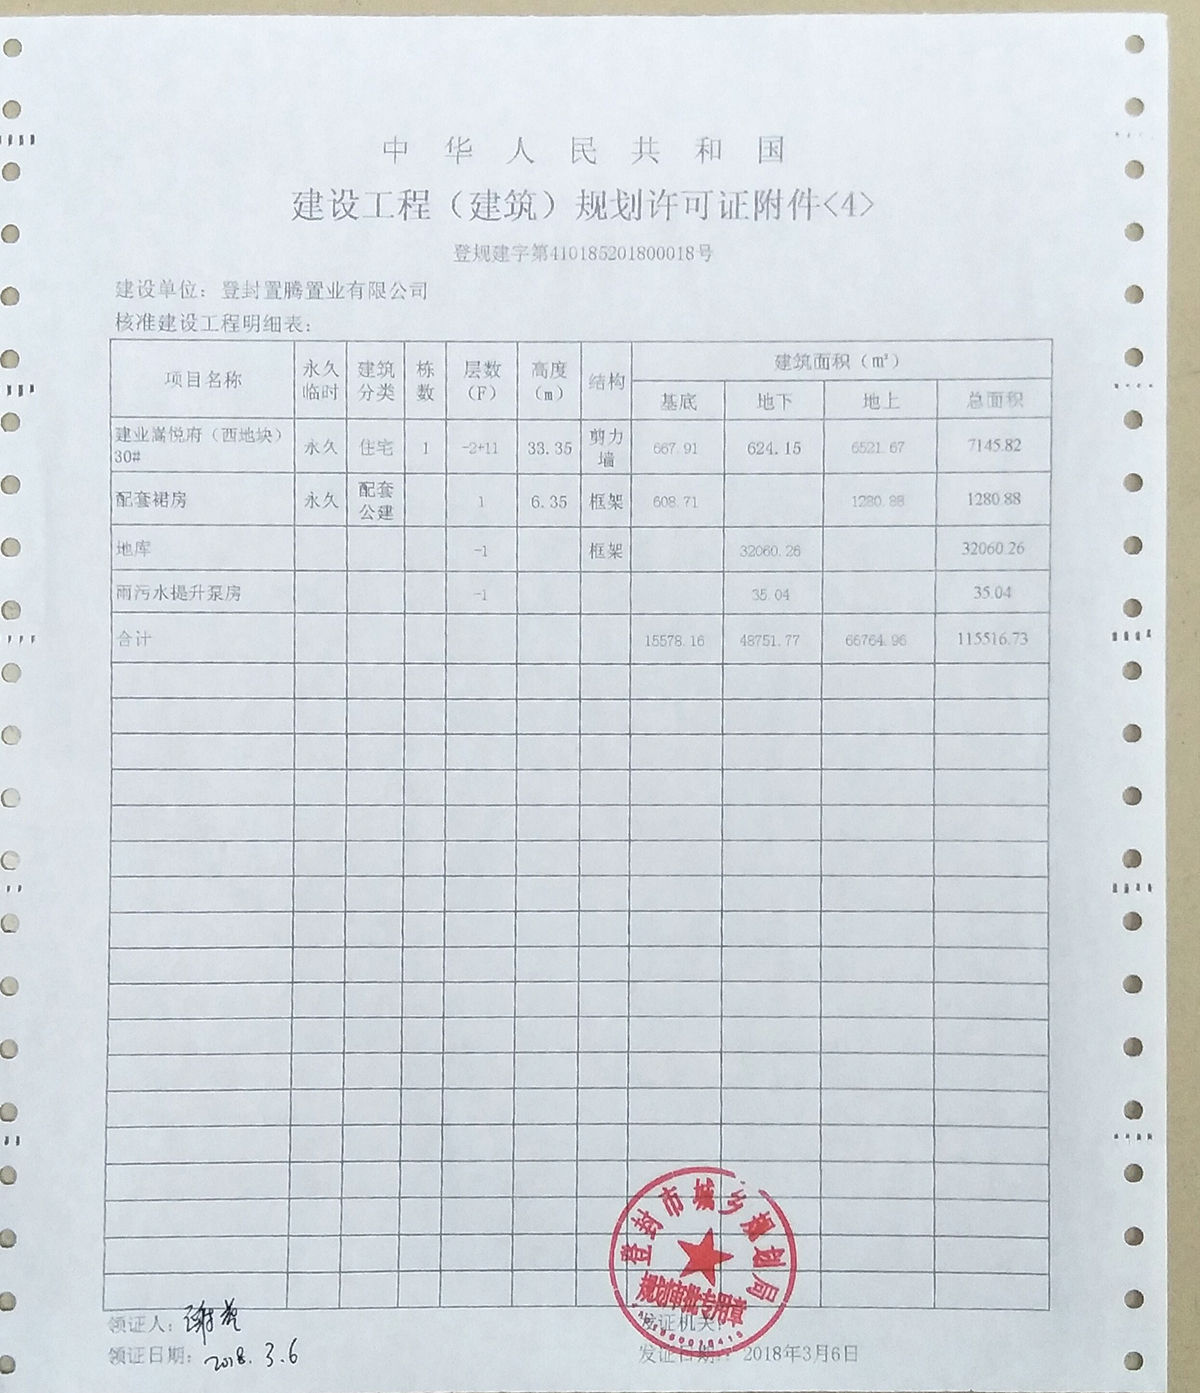 中华人民共和国
建设工程（建筑）规划许可证附件<4>
登规建字第410185201800018号
建设单位：登封置腾置业有限公司
核准建设工程明细表：
项目名称 永久临时 建筑分类 栋数 层数（F） 高度（m） 结构 建筑面积（㎡）
基底 地下 地上 总面积
建业嵩悦府（西地块）30# 永久 住宅 1 -2+11 33.35 剪力墙 667.91 624.15 6521.67 7145.82
配套裙房 永久 配套公建 1 6.35 框架 608.71 1280.88 1280.88
地库 -1 框架 32060.26 32060.26
雨污水提升泵房 -1 35.04 35.04
合计 15578.16 48751.77 66764.96 115516.73
登封市城乡规划局
规划审批专用章
领证人：谢
发证机关：
领证日期：2018.3.6
发证日期：2018年3月6日